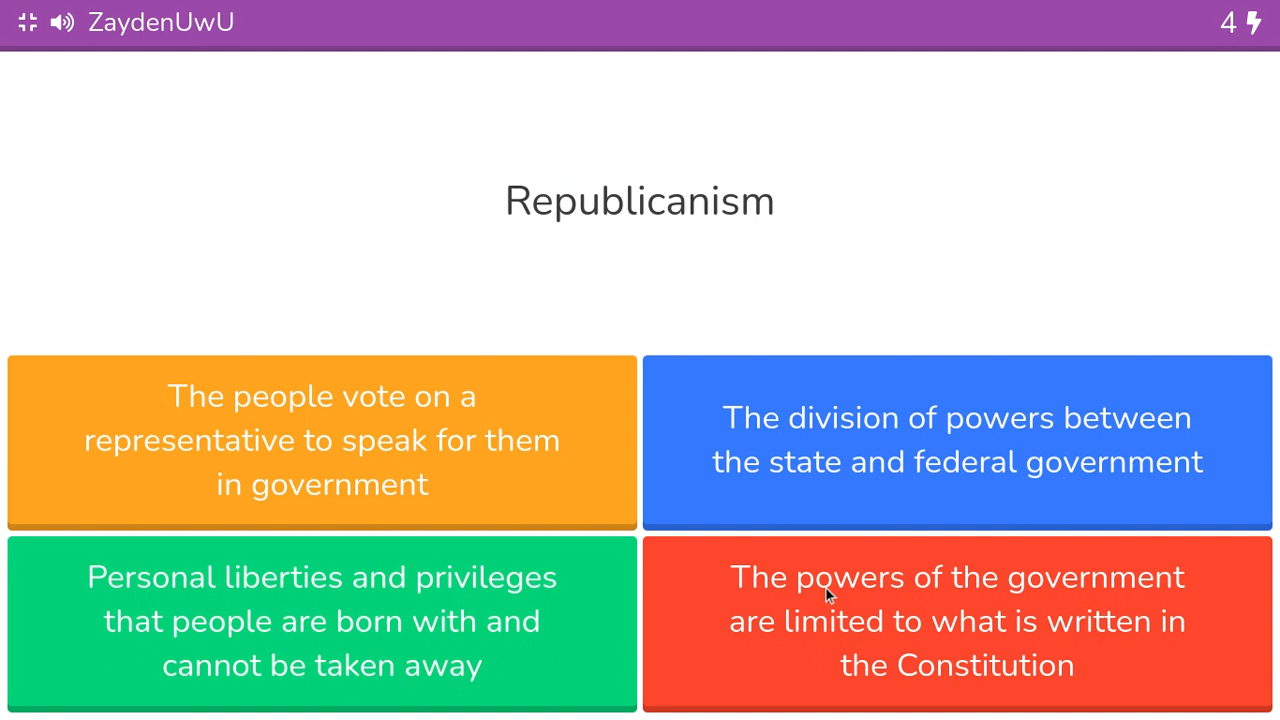 ZaydenUwU
4
Republicanism
The people vote on a
representative to speak for them
in government
The division of powers between
the state and federal government
Personal liberties and privileges
that people are born with and
cannot be taken away
The powers of the government
are limited to what is written in
the Constitution